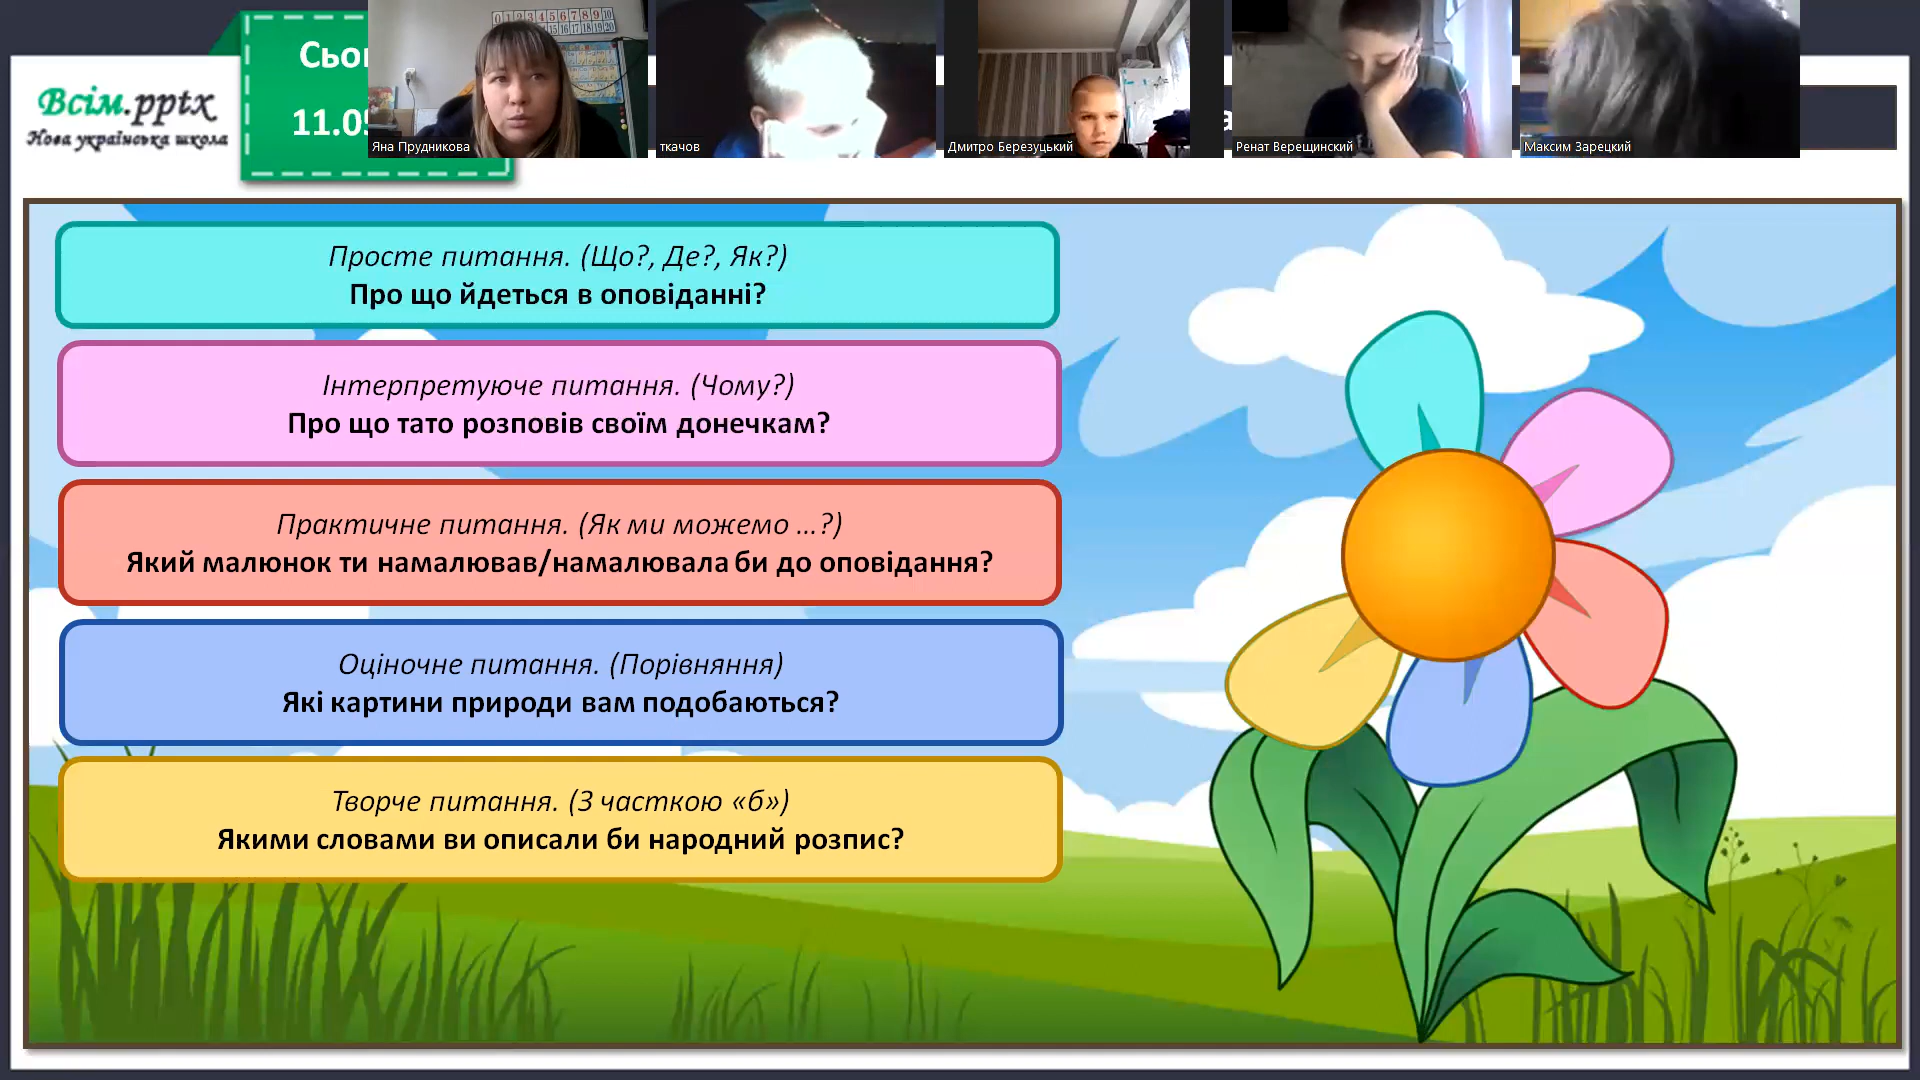 Сьо
11.0
Всім.pptx
Нова українська школа
Яна Прудникова
ткачов
Дмитро Березуцький
Ренат Верещинский
Максим Зарецкий
Просте питання. (Що?, Де?, Як?)
Про що йдеться в оповіданні?
Інтерпретуюче питання. (Чому?)
Про що тато розповів своїм донечкам?
Практичне питання. (Як ми можемо ...?)
Який малюнок ти намалював/намалювала би до оповідання?
Оціночне питання. (Порівняння)
Які картини природи вам подобаються?
Творче питання. (З часткою «б»)
Якими словами ви описали би народний розпис?